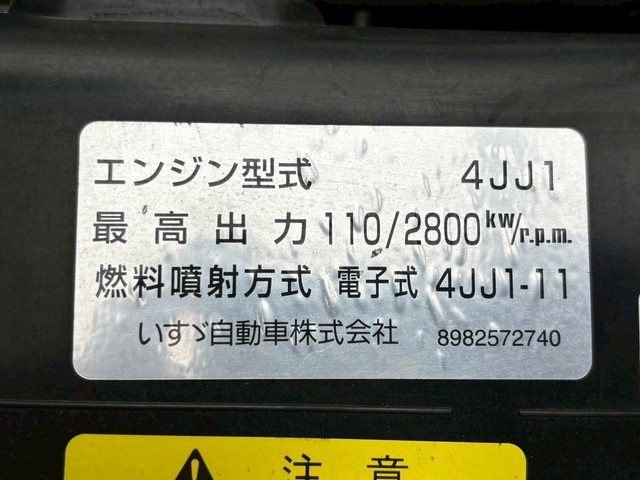 エンジン型式 4JJ1
最高出力 110/2800kw/r.p.m.
燃料噴射方式 電子式 4JJ1-11
いすゞ自動車株式会社 8982572740
注意